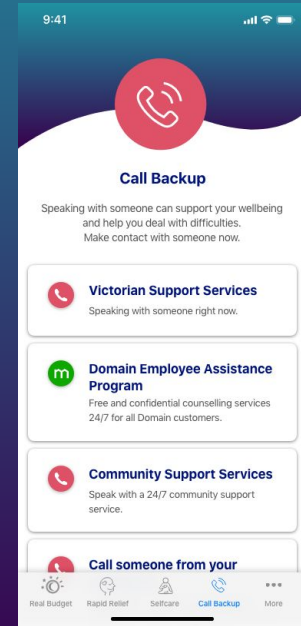 9:41
Call Backup
Speaking with someone can support your wellbeing
and help you deal with difficulties.
Make contact with someone now.
Victorian Support Services
Speaking with someone right now.
m
Domain Employee Assistance
Program
Free and confidential counselling services
24/7 for all Domain customers.
Community Support Services
Speak with a 24/7 community support
service.
Call someone from your
Real Budget
Rapid Relief
Selfcare
Call Backup
More